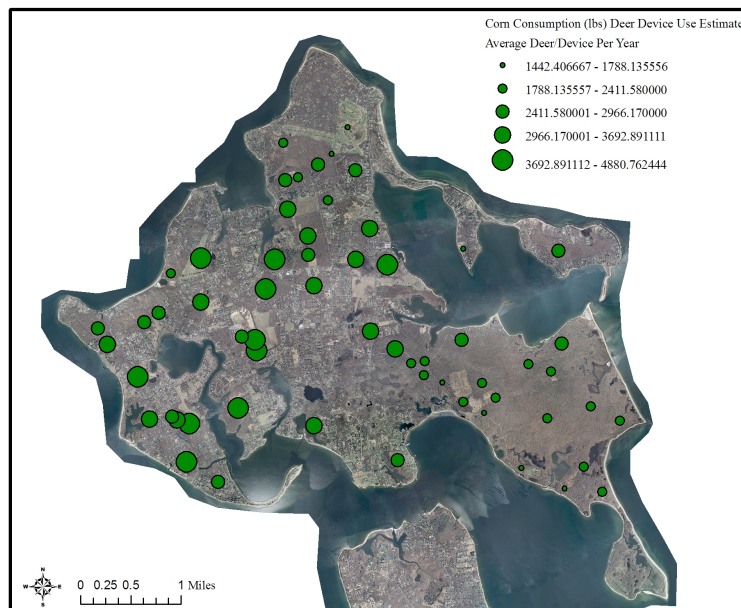 Corn Consumption (lbs) Deer Device Use Estimate
Average Deer/Device Per Year
1442.406667 - 1788.135556
1788.135557 - 2411.580000
2411.580001 - 2966.170000
2966.170001 - 3692.891111
3692.891112 - 4880.762444
N
W E
S
0 0.25 0.5 1 Miles